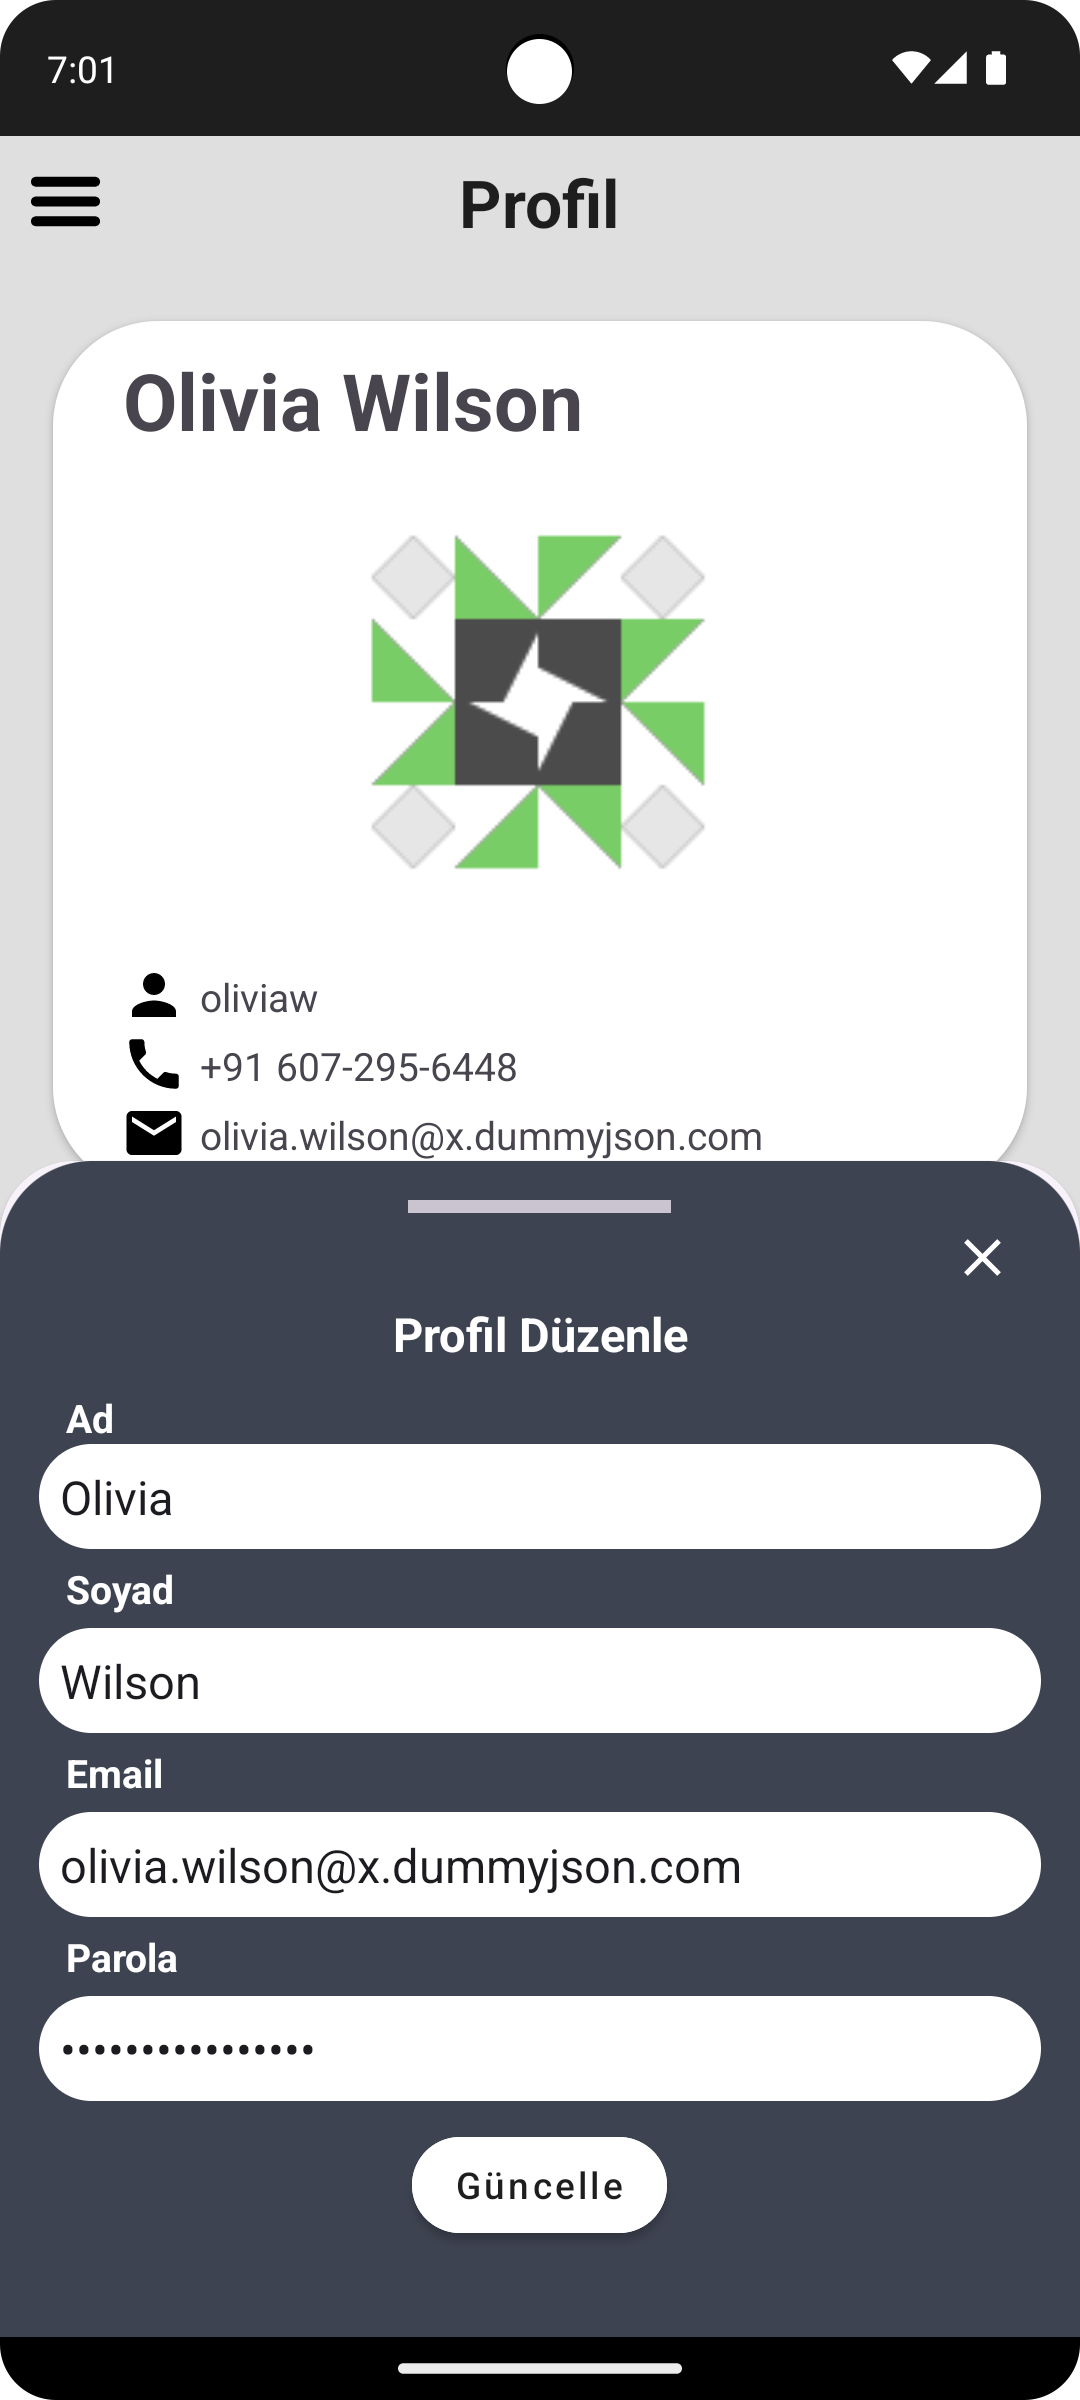 7:01
Profil
Olivia Wilson
oliviaw
+91 607-295-6448
olivia.wilson@x.dummyjson.com
Profil Düzenle
Ad
Olivia
Soyad
Wilson
Email
olivia.wilson@x.dummyjson.com
Parola
••••••••••••••••
Güncelle